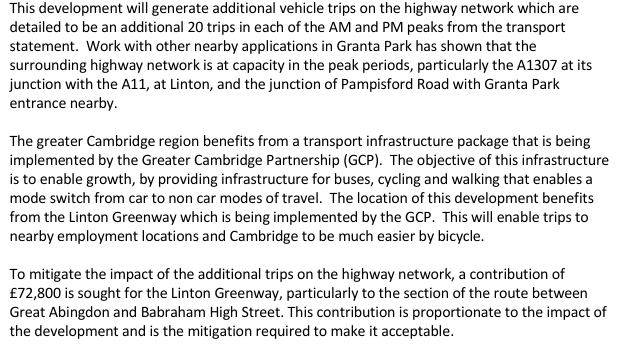 This development will generate additional vehicle trips on the highway network which are
detailed to be an additional 20 trips in each of the AM and PM peaks from the transport
statement.  Work with other nearby applications in Granta Park has shown that the
surrounding highway network is at capacity in the peak periods, particularly the A1307 at its
junction with the A11, at Linton, and the junction of Pampisford Road with Granta Park
entrance nearby.
The greater Cambridge region benefits from a transport infrastructure package that is being
implemented by the Greater Cambridge Partnership (GCP).  The objective of this infrastructure
is to enable growth, by providing infrastructure for buses, cycling and walking that enables a
mode switch from car to non car modes of travel.  The location of this development benefits
from the Linton Greenway which is being implemented by the GCP.  This will enable trips to
nearby employment locations and Cambridge to be much easier by bicycle.
To mitigate the impact of the additional trips on the highway network, a contribution of
£72,800 is sought for the Linton Greenway, particularly to the section of the route between
Great Abingdon and Babraham High Street. This contribution is proportionate to the impact of
the development and is the mitigation required to make it acceptable.